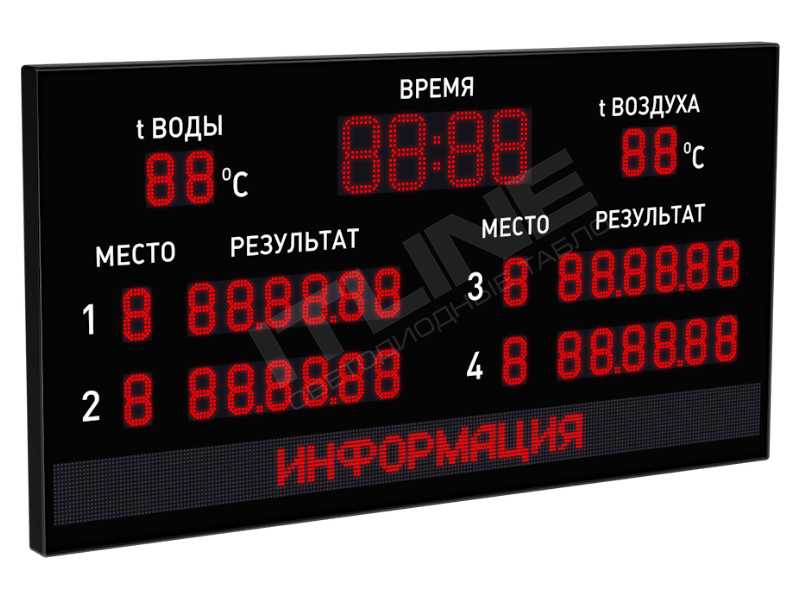 ВРЕМЯ
t ВОДЫ
t ВОЗДУХА
88:88
88 °C
88 °C
МЕСТО РЕЗУЛЬТАТ
МЕСТО РЕЗУЛЬТАТ
1 8 88.88.88
3 8 88.88.88
2 8 88.88.88
4 8 88.88.88
ИНФОРМАЦИЯ
ITLINE
СВЕТОДИОДНЫЕ ТАБЛО